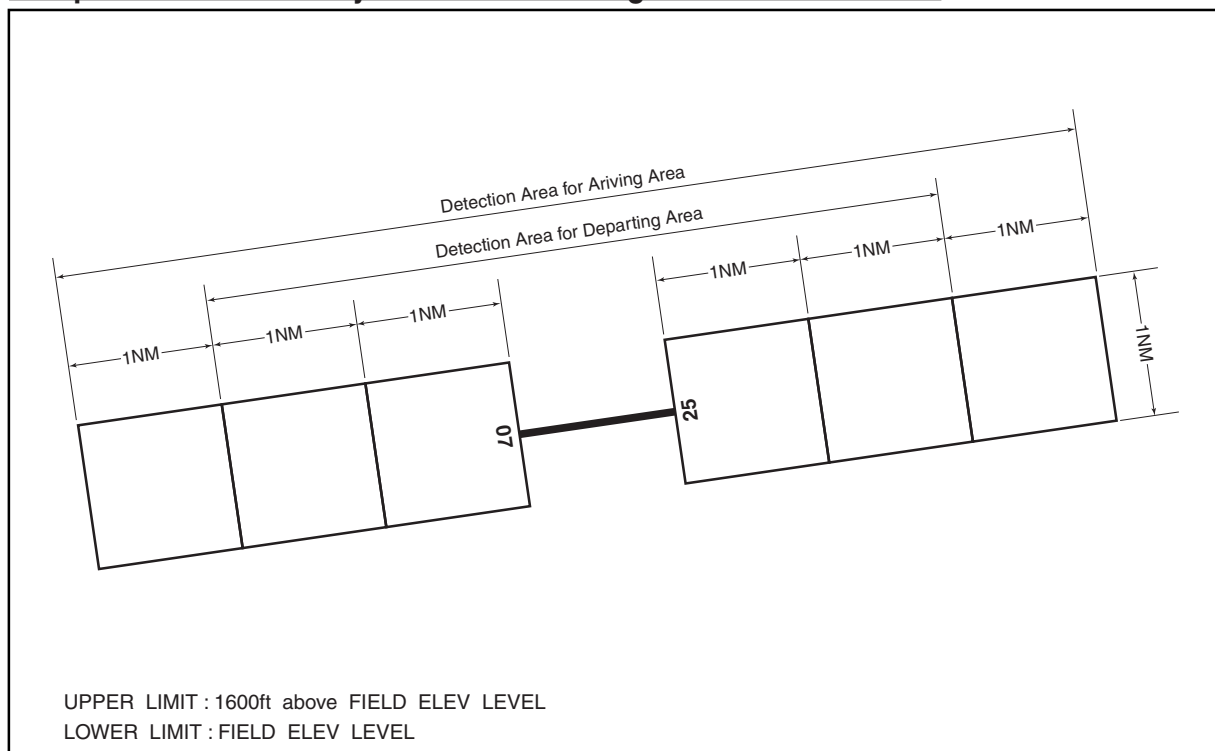 Detection Area for Ariving Area
Detection Area for Departing Area
1NM
1NM
1NM
1NM
1NM
1NM
1NM
07
25
UPPER LIMIT : 1600ft above FIELD ELEV LEVEL
LOWER LIMIT : FIELD ELEV LEVEL